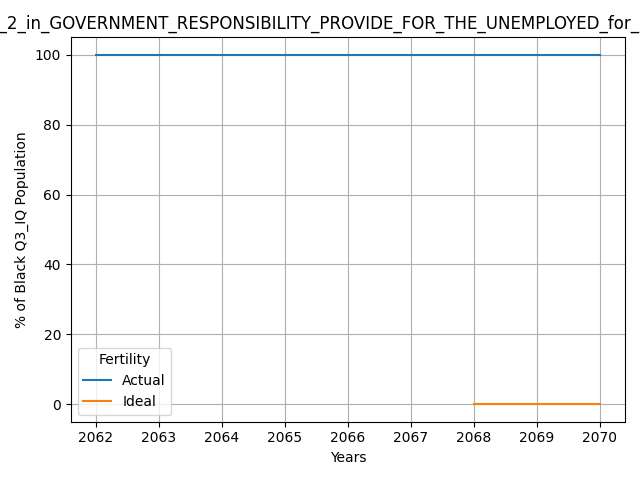 _2_in_GOVERNMENT_RESPONSIBILITY_PROVIDE_FOR_THE_UNEMPLOYED_for_
100
80
60
40
20
0
% of Black Q3_IQ Population
Fertility
Actual
Ideal
2062 2063 2064 2065 2066 2067 2068 2069 2070
Years